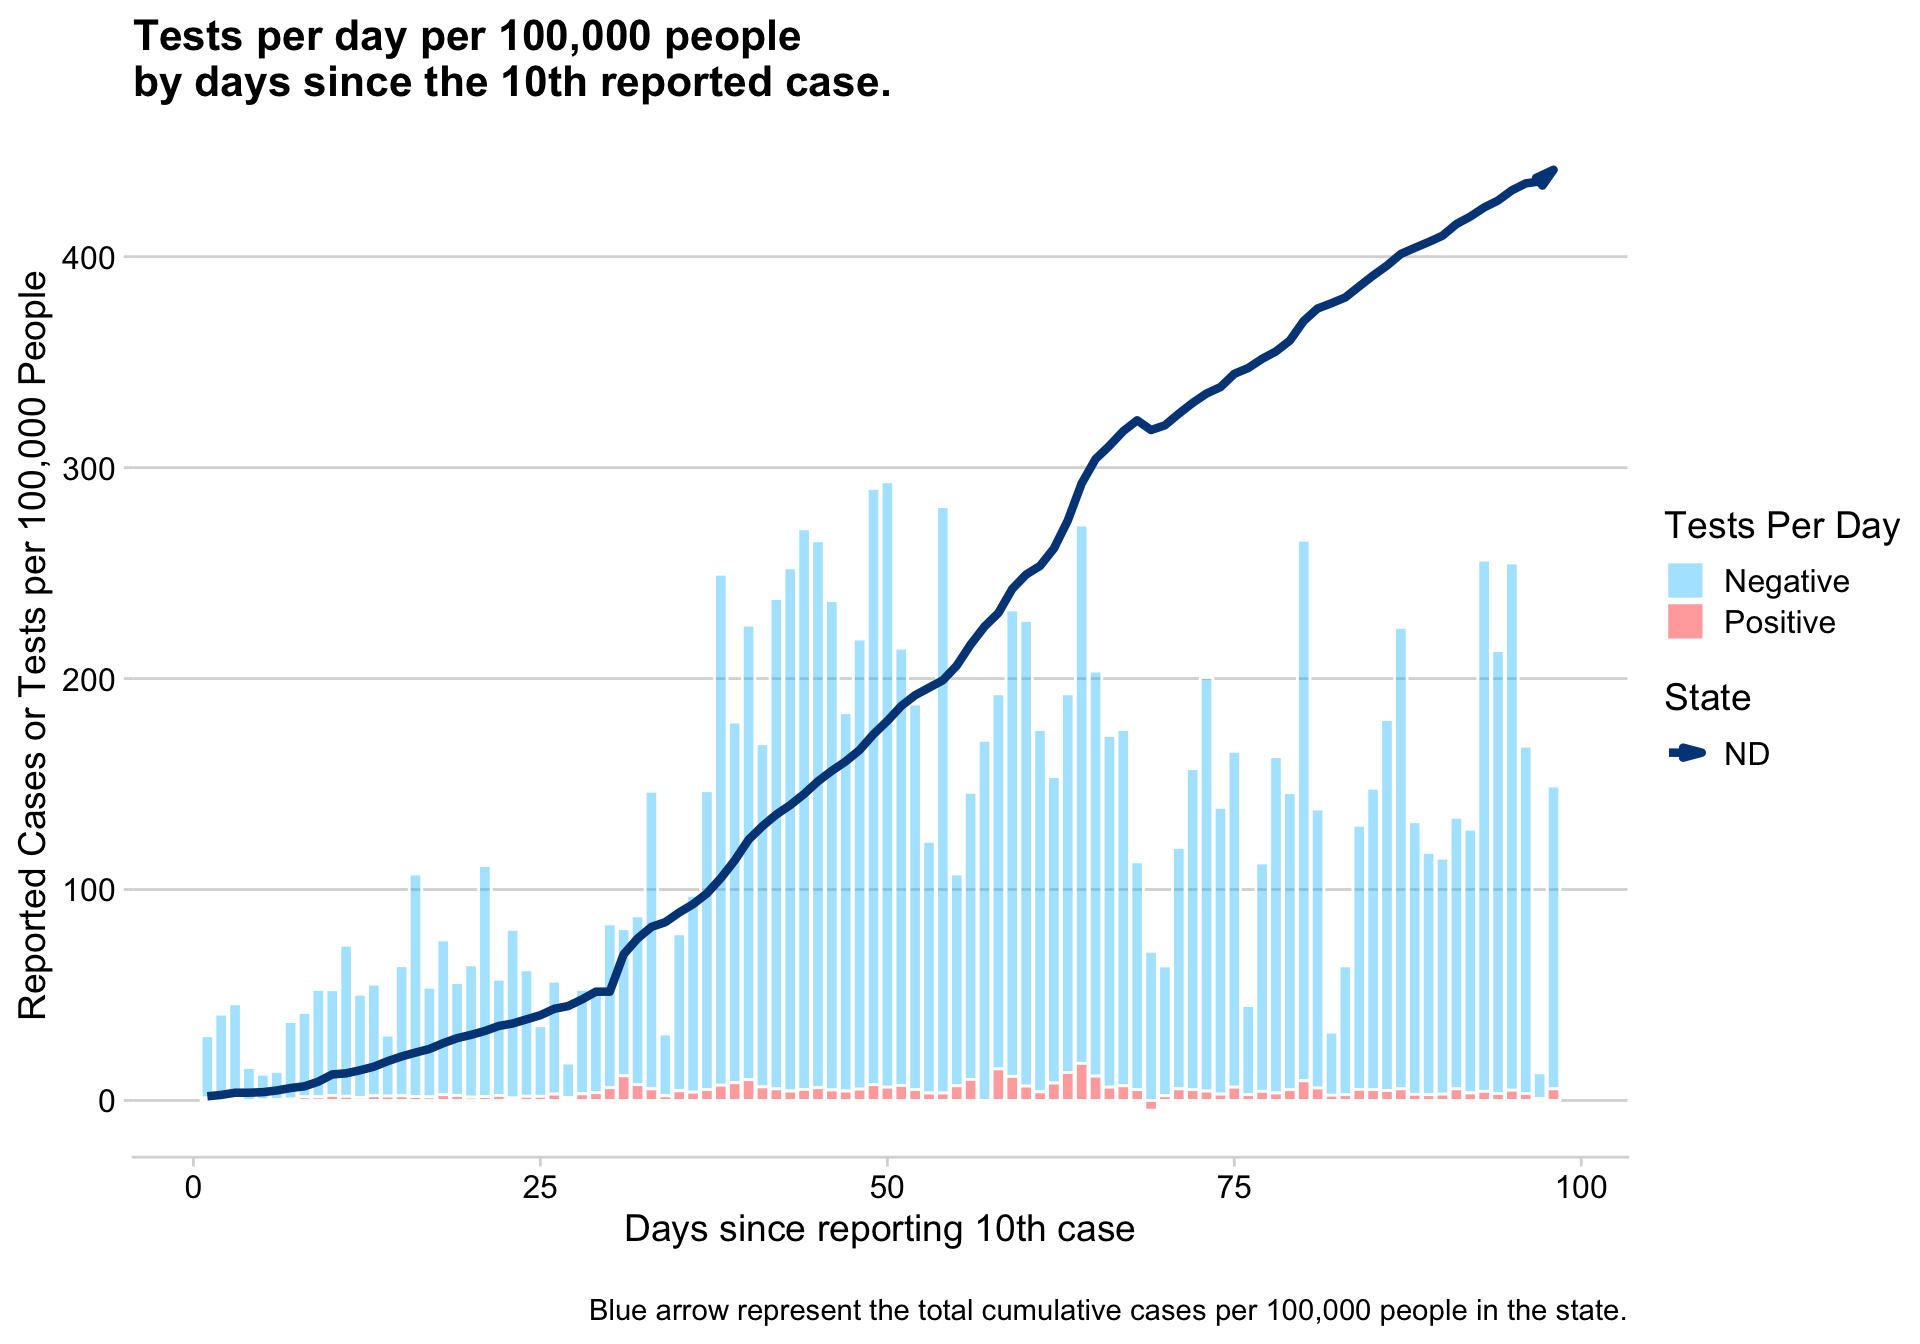 Tests per day per 100,000 people
by days since the 10th reported case.
Reported Cases or Tests per 100,000 People
400
300
200
100
0
0
25
50
75
100
Days since reporting 10th case
Tests Per Day
Negative
Positive
State
ND
Blue arrow represent the total cumulative cases per 100,000 people in the state.